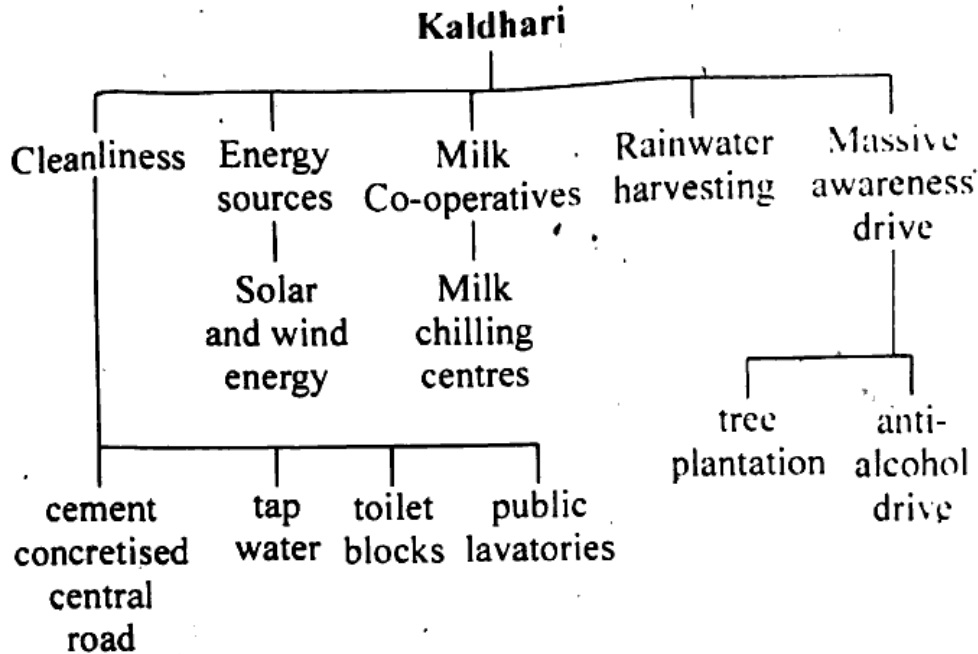 Kaldhari
Cleanliness
Energy
sources
Milk
Co-operatives
Rainwater
harvesting
Massive
awareness
drive
Solar
and wind
energy
Milk
chilling
centres
tree
plantation
anti-
alcohol
drive
cement
concretised
central
road
tap
water
toilet
blocks
public
lavatories